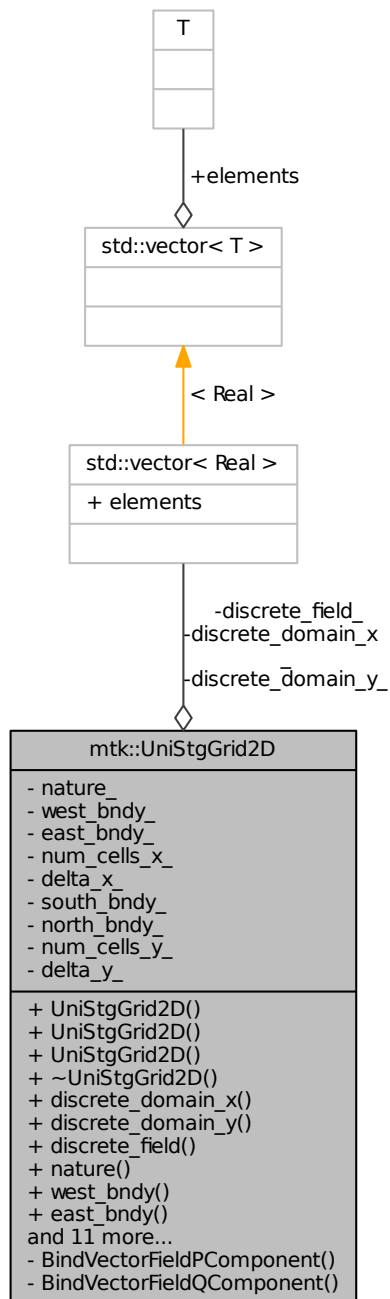 T
+elements
std::vector< T >
< Real >
std::vector< Real >
+ elements
-discrete_field_
-discrete_domain_x
_
-discrete_domain_y_
mtk::UniStgGrid2D
- nature_
- west_bndy_
- east_bndy_
- num_cells_x_
- delta_x_
- south_bndy_
- north_bndy_
- num_cells_y_
- delta_y_
+ UniStgGrid2D()
+ UniStgGrid2D()
+ UniStgGrid2D()
+ ~UniStgGrid2D()
+ discrete_domain_x()
+ discrete_domain_y()
+ discrete_field()
+ nature()
+ west_bndy()
+ east_bndy()
and 11 more...
- BindVectorFieldPComponent()
- BindVectorFieldQComponent()